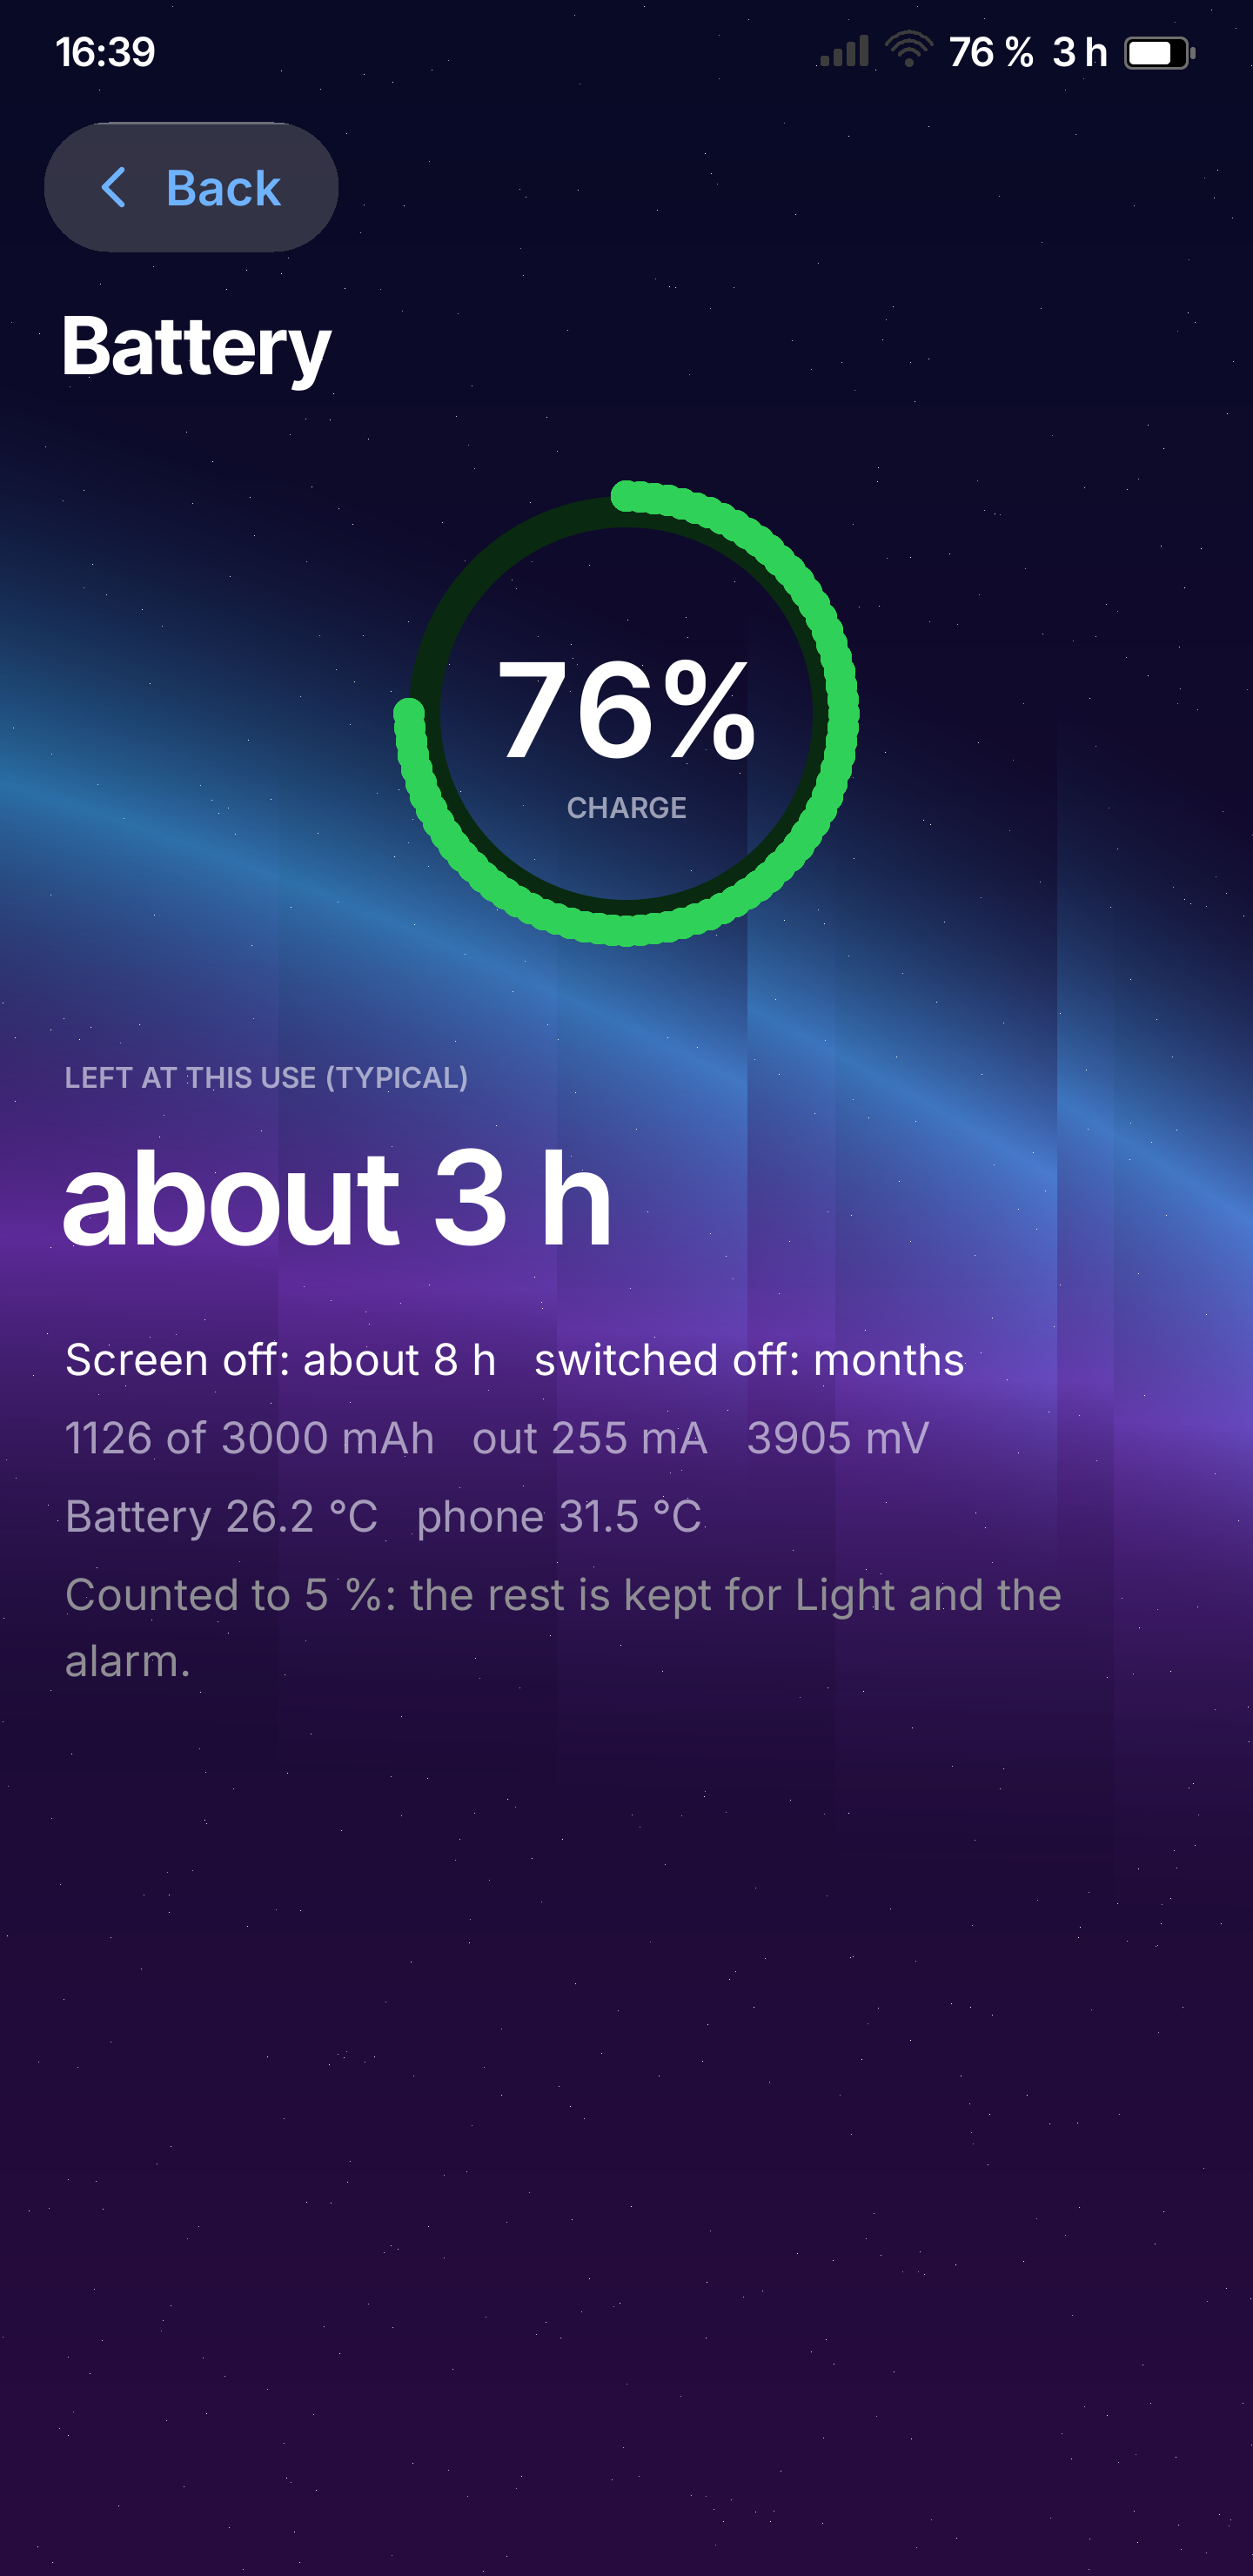 16:39 76 % 3 h
Back
Battery
76%
CHARGE
LEFT AT THIS USE (TYPICAL)
about 3 h
Screen off: about 8 h switched off: months
1126 of 3000 mAh out 255 mA 3905 mV
Battery 26.2 °C phone 31.5 °C
Counted to 5 %: the rest is kept for Light and the
alarm.